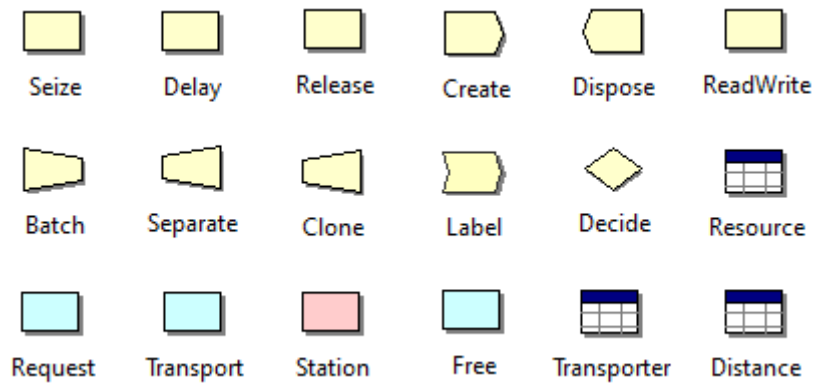 Seize Delay Release Create Dispose ReadWrite
Batch Separate Clone Label Decide Resource
Request Transport Station Free Transporter Distance